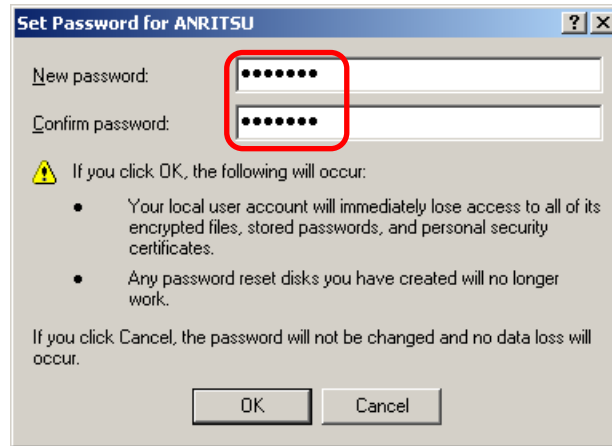 Set Password for ANRITSU
New password:
•••••••
Confirm password:
•••••••
If you click OK, the following will occur:
• Your local user account will immediately lose access to all of its
encrypted files, stored passwords, and personal security
certificates.
• Any password reset disks you have created will no longer
work.
If you click Cancel, the password will not be changed and no data loss will
occur.
OK
Cancel